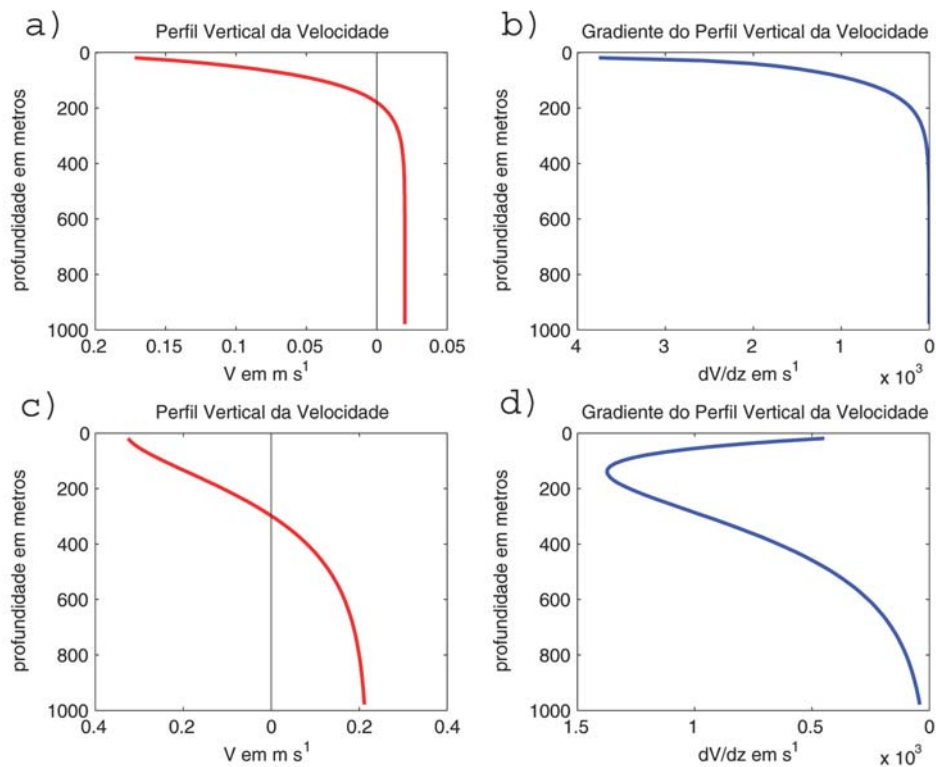 a)
Perfil Vertical da Velocidade
0
200
400
600
800
1000
profundidade em metros
0.2 0.15 0.1 0.05 0 0.05
V em m s¹
b)
Gradiente do Perfil Vertical da Velocidade
0
200
400
600
800
1000
profundidade em metros
4 3 2 1 0
dV/dz em s¹
x 10³
c)
Perfil Vertical da Velocidade
0
200
400
600
800
1000
profundidade em metros
0.4 0.2 0 0.2 0.4
V em m s¹
d)
Gradiente do Perfil Vertical da Velocidade
0
200
400
600
800
1000
profundidade em metros
1.5 1 0.5 0
dV/dz em s¹
x 10³